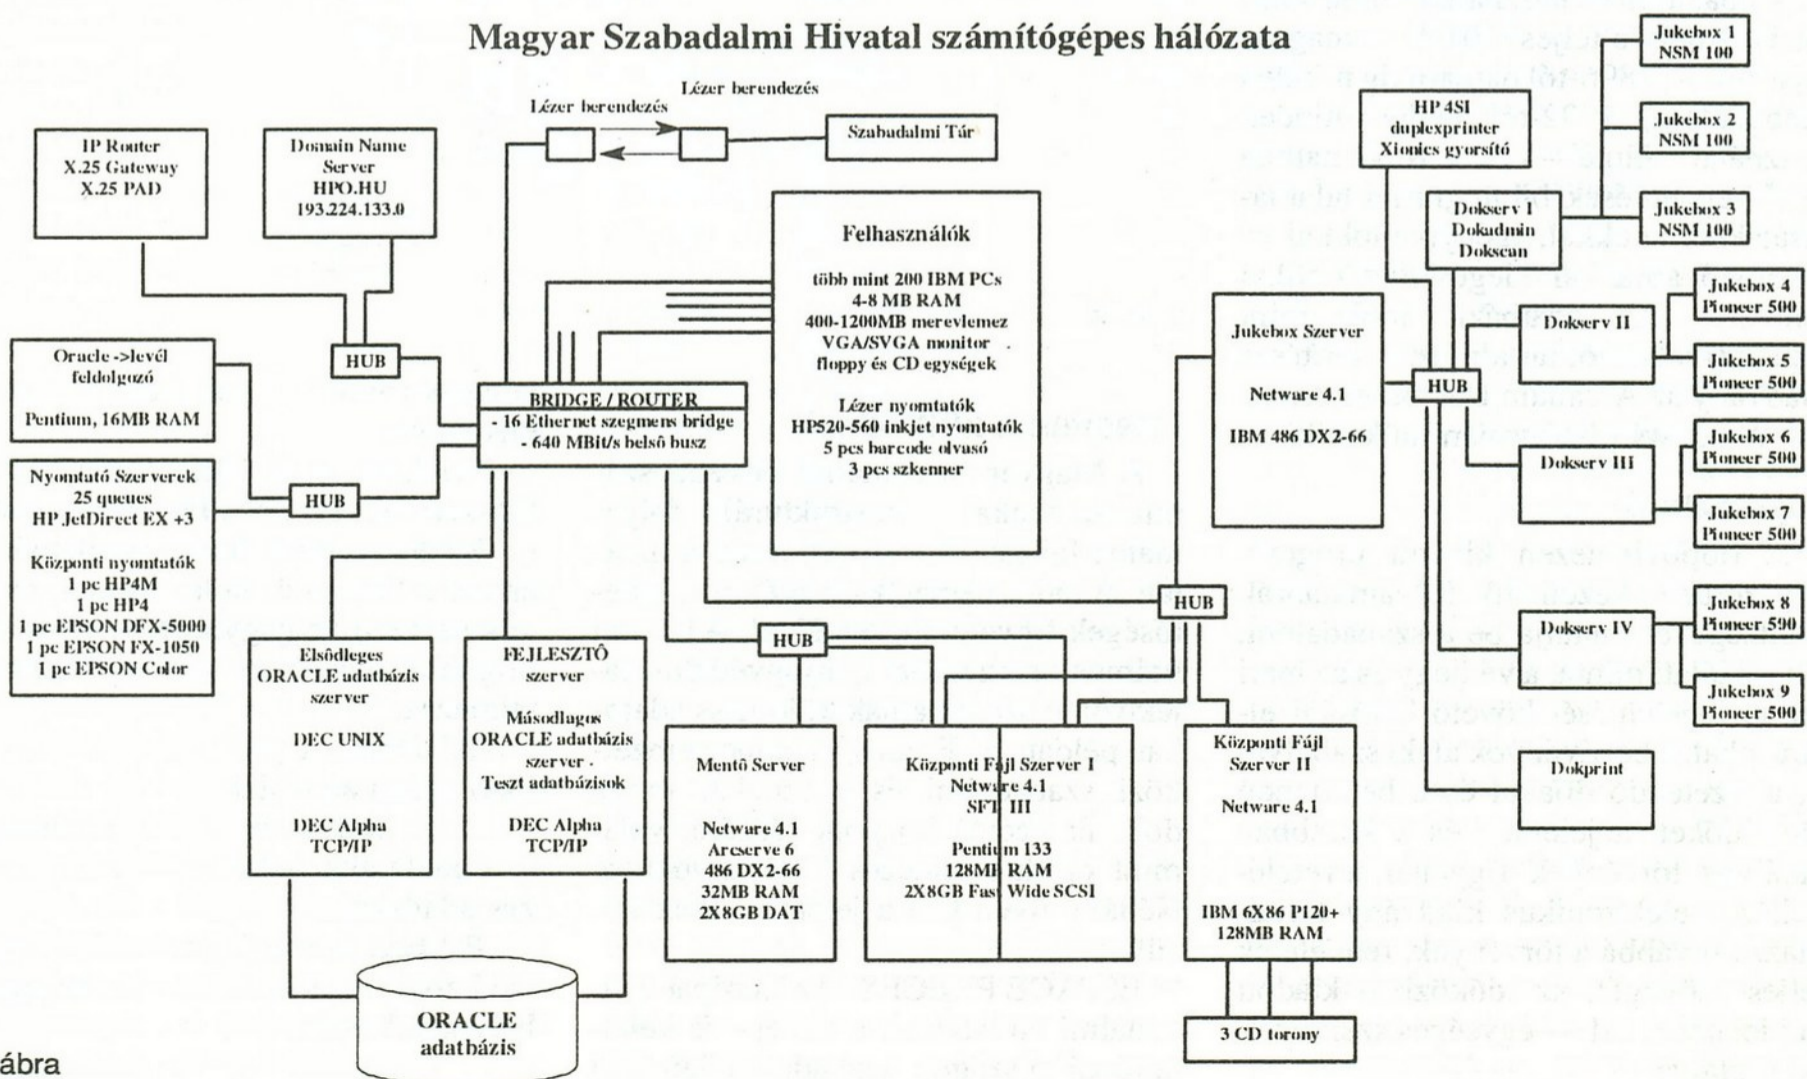 Magyar Szabadalmi Hivatal számítógépes hálózata
Lézer berendezés
Lézer berendezés
Szabadalmi Tár
IP Router
X.25 Gateway
X.25 PAD
Domain Name
Server
HPO.HU
193.224.133.0
HUB
Oracle ->levél
feldolgozó
Pentium, 16MB RAM
Nyomtató Szerverek
25 queues
HP JetDirect EX +3
Központi nyomtatók
1 pc HP4M
1 pc HP4
1 pc EPSON DFX-5000
1 pc EPSON FX-1050
1 pc EPSON Color
HUB
BRIDGE / ROUTER
- 16 Ethernet szegmens bridge
- 640 MBit/s belsô busz
Felhasználók
több mint 200 IBM PCs
4-8 MB RAM
400-1200MB merevlemez
VGA/SVGA monitor
floppy és CD egységek
Lézer nyomtatók
HP520-560 inkjet nyomtatók
5 pcs barcode olvasó
3 pcs szkenner
Elsôdleges
ORACLE adatbázis
szerver
DEC UNIX
DEC Alpha
TCP/IP
FEJLESZTÔ
szerver
Másodlagos
ORACLE adatbázis
szerver -
Teszt adatbázisok
DEC Alpha
TCP/IP
ORACLE
adatbázis
HUB
Mentô Server
Netware 4.1
Arcserve 6
486 DX2-66
32MB RAM
2X8GB DAT
Központi Fájl Szerver I
Netware 4.1
SFT III
Pentium 133
128MB RAM
2X8GB Fast Wide SCSI
HUB
Központi Fájl
Szerver II
Netware 4.1
IBM 6X86 P120+
128MB RAM
3 CD torony
Jukebox Szerver
Netware 4.1
IBM 486 DX2-66
HUB
HP 4SI
duplexprinter
Xionics gyorsító
Dokserv I
Dokadmin
Dokscan
Jukebox 1
NSM 100
Jukebox 2
NSM 100
Jukebox 3
NSM 100
Dokserv II
Jukebox 4
Pioneer 500
Jukebox 5
Pioneer 500
Dokserv III
Jukebox 6
Pioneer 500
Jukebox 7
Pioneer 500
Dokserv IV
Jukebox 8
Pioneer 500
Jukebox 9
Pioneer 500
Dokprint
ábra